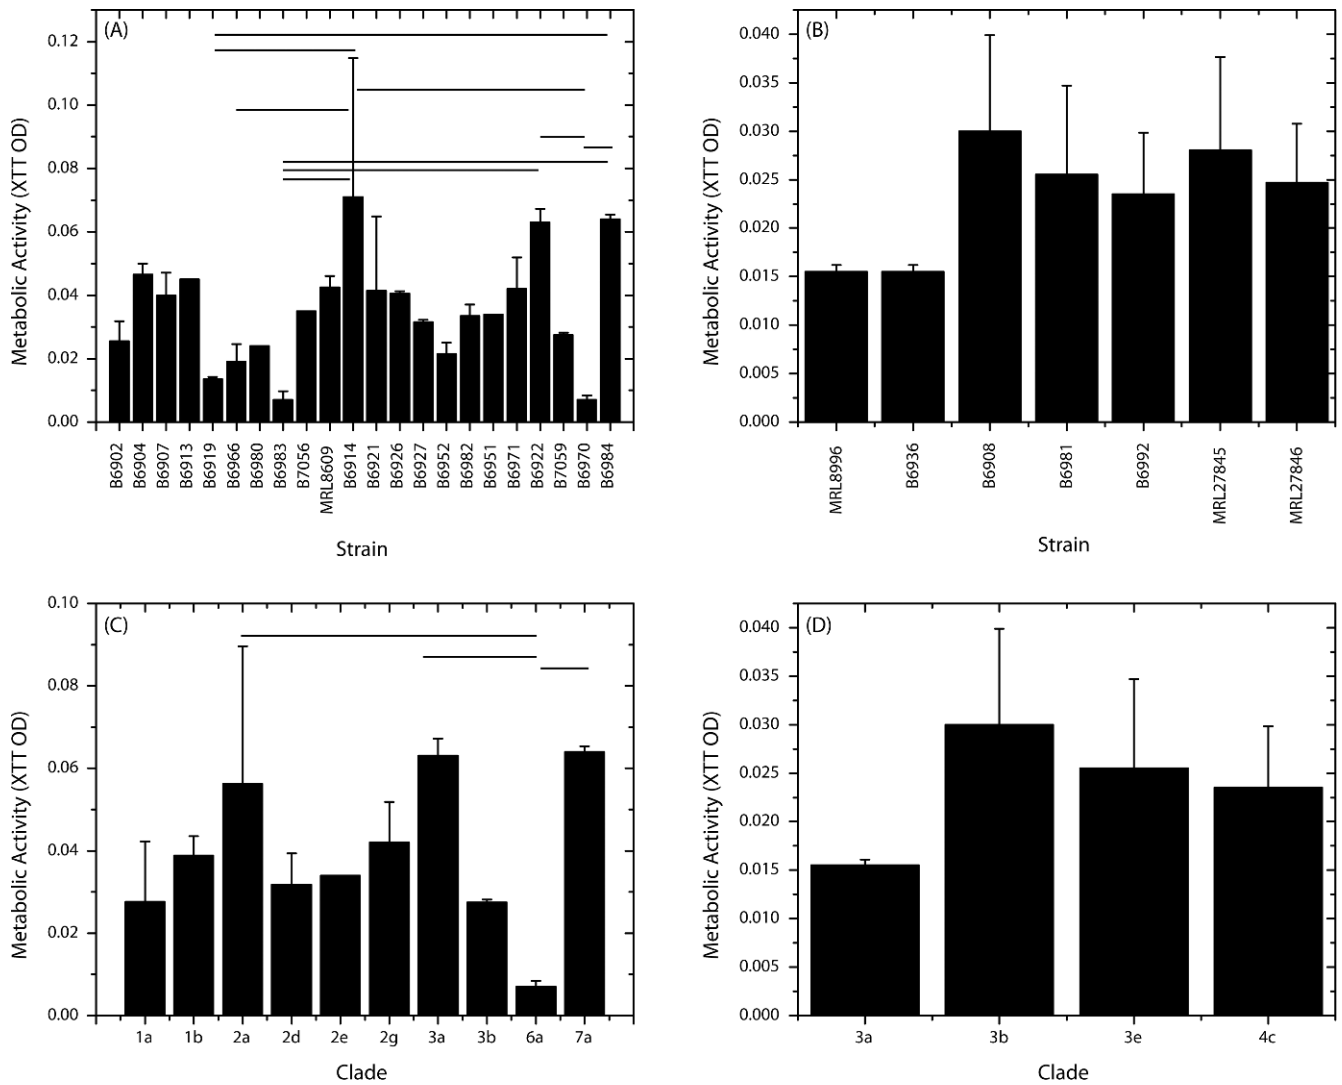 (A)
Metabolic Activity (XTT OD)
0.12
0.10
0.08
0.06
0.04
0.02
0.00
B6902
B6904
B6907
B6913
B6919
B6966
B6980
B6983
B7056
MRL8609
B6914
B6921
B6926
B6927
B6952
B6982
B6951
B6971
B6922
B7059
B6970
B6984
Strain
(B)
Metabolic Activity (XTT OD)
0.040
0.035
0.030
0.025
0.020
0.015
0.010
0.005
0.000
MRL8996
B6936
B6908
B6981
B6992
MRL27845
MRL27846
Strain
(C)
Metabolic Activity (XTT OD)
0.10
0.08
0.06
0.04
0.02
0.00
1a 1b 2a 2d 2e 2g 3a 3b 6a 7a
Clade
(D)
Metabolic Activity (XTT OD)
0.040
0.035
0.030
0.025
0.020
0.015
0.010
0.005
0.000
3a 3b 3e 4c
Clade